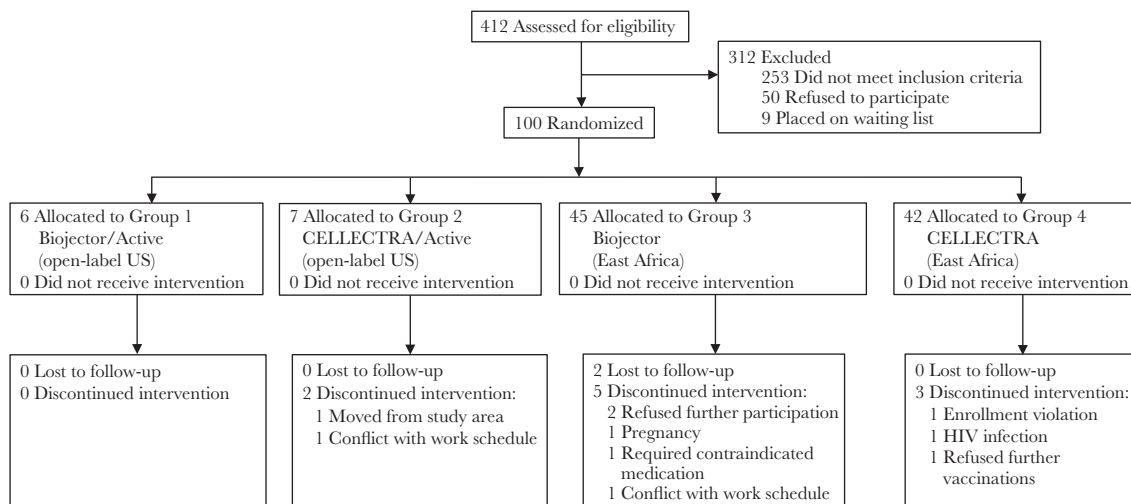 412 Assessed for eligibility
312 Excluded
253 Did not meet inclusion criteria
50 Refused to participate
9 Placed on waiting list
100 Randomized
6 Allocated to Group 1
Biojector/Active
(open-label US)
0 Did not receive intervention
7 Allocated to Group 2
CELLECTRA/Active
(open-label US)
0 Did not receive intervention
45 Allocated to Group 3
Biojector
(East Africa)
0 Did not receive intervention
42 Allocated to Group 4
CELLECTRA
(East Africa)
0 Did not receive intervention
0 Lost to follow-up
0 Discontinued intervention
0 Lost to follow-up
2 Discontinued intervention:
1 Moved from study area
1 Conflict with work schedule
2 Lost to follow-up
5 Discontinued intervention:
2 Refused further participation
1 Pregnancy
1 Required contraindicated
medication
1 Conflict with work schedule
0 Lost to follow-up
3 Discontinued intervention:
1 Enrollment violation
1 HIV infection
1 Refused further
vaccinations